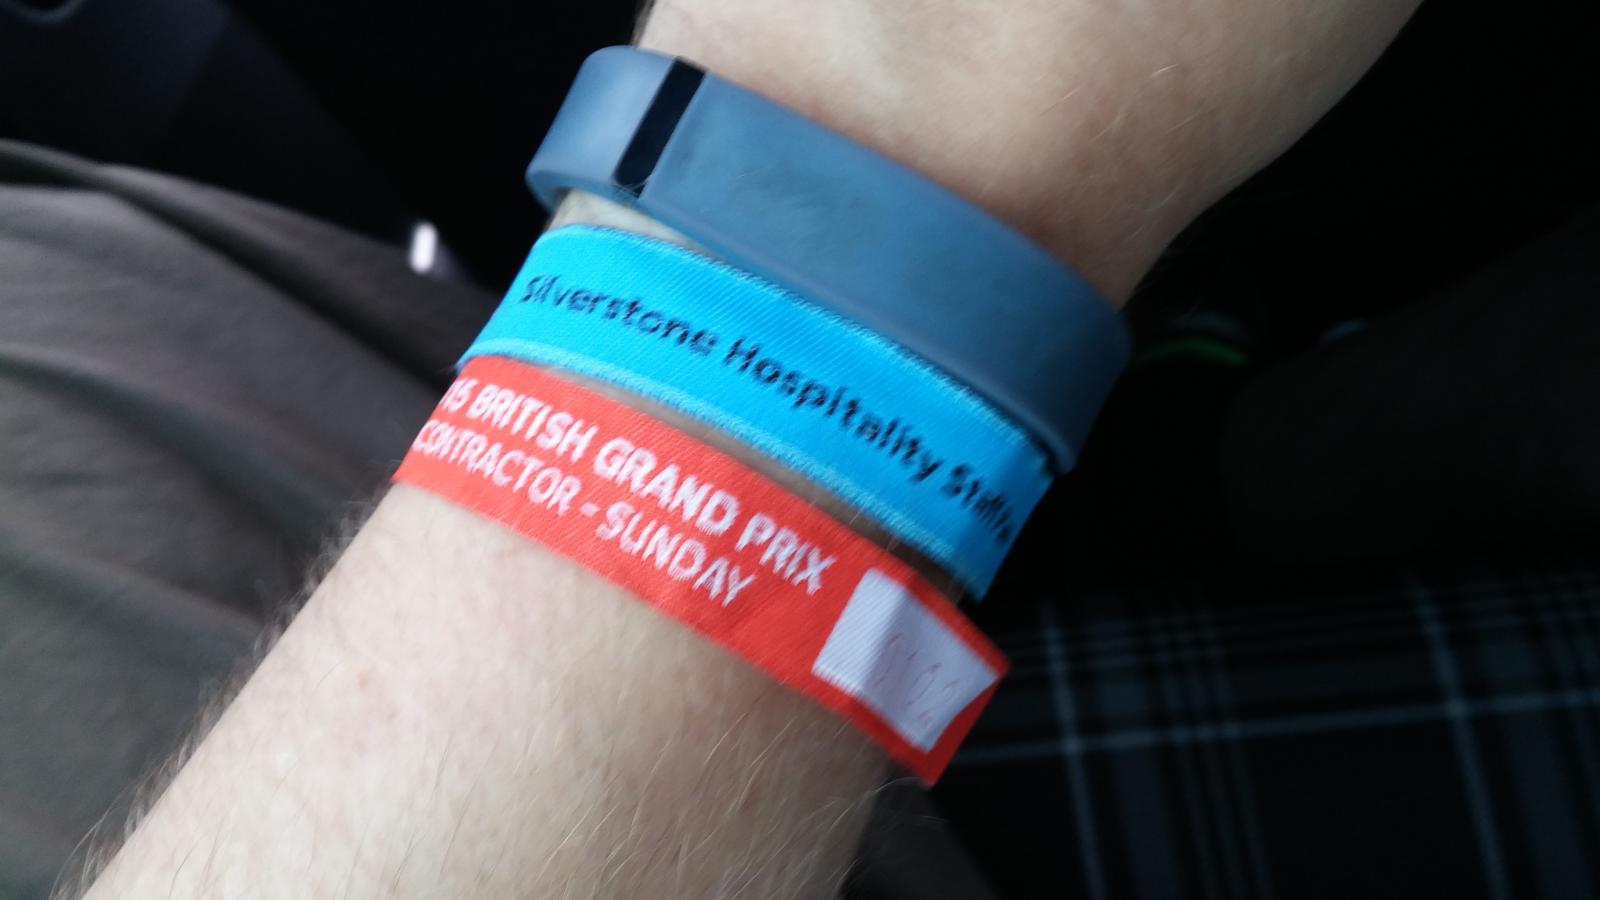 Silverstone Hospitality Staff
15 BRITISH GRAND PRIX
CONTRACTOR - SUNDAY